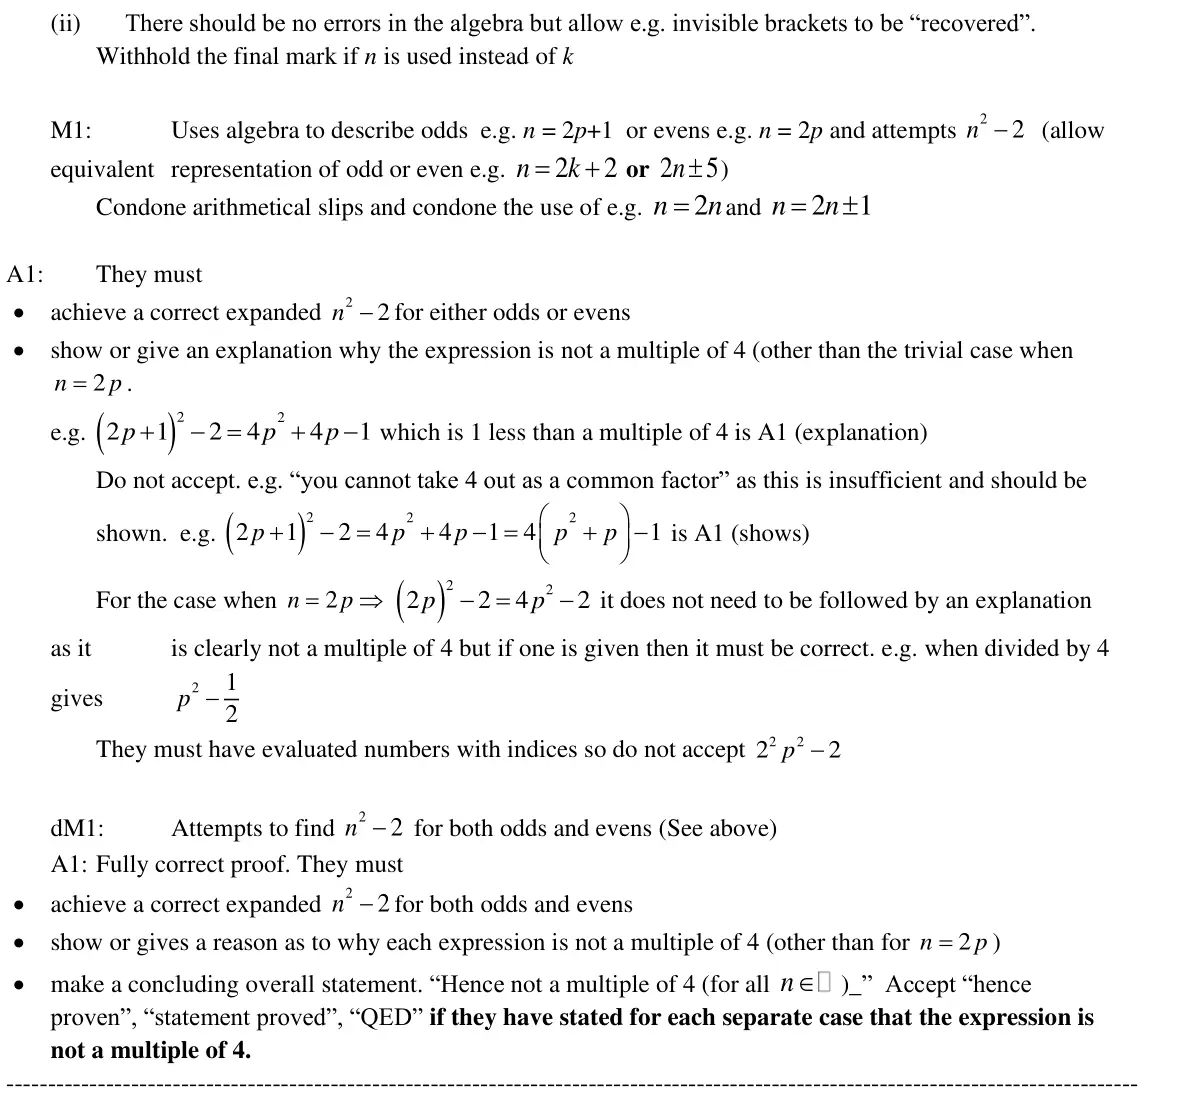 (ii) There should be no errors in the algebra but allow e.g. invisible brackets to be “recovered”.
Withhold the final mark if n is used instead of k
M1: Uses algebra to describe odds e.g. n = 2p+1 or evens e.g. n = 2p and attempts n² − 2 (allow
equivalent representation of odd or even e.g. n = 2k + 2 or 2n ± 5)
Condone arithmetical slips and condone the use of e.g. n = 2n and n = 2n ± 1
A1: They must
• achieve a correct expanded n² − 2 for either odds or evens
• show or give an explanation why the expression is not a multiple of 4 (other than the trivial case when
n = 2p .
e.g. (2p + 1)² − 2 = 4p² + 4p − 1 which is 1 less than a multiple of 4 is A1 (explanation)
Do not accept. e.g. “you cannot take 4 out as a common factor” as this is insufficient and should be
shown. e.g. (2p + 1)² − 2 = 4p² + 4p − 1 = 4(p² + p) − 1 is A1 (shows)
For the case when n = 2p ⇒ (2p)² − 2 = 4p² − 2 it does not need to be followed by an explanation
as it is clearly not a multiple of 4 but if one is given then it must be correct. e.g. when divided by 4
gives p² − 1/2
They must have evaluated numbers with indices so do not accept 2² p² − 2
dM1: Attempts to find n² − 2 for both odds and evens (See above)
A1: Fully correct proof. They must
• achieve a correct expanded n² − 2 for both odds and evens
• show or gives a reason as to why each expression is not a multiple of 4 (other than for n = 2p )
• make a concluding overall statement. “Hence not a multiple of 4 (for all n ∈ □ )_” Accept “hence
proven”, “statement proved”, “QED” if they have stated for each separate case that the expression is
not a multiple of 4.